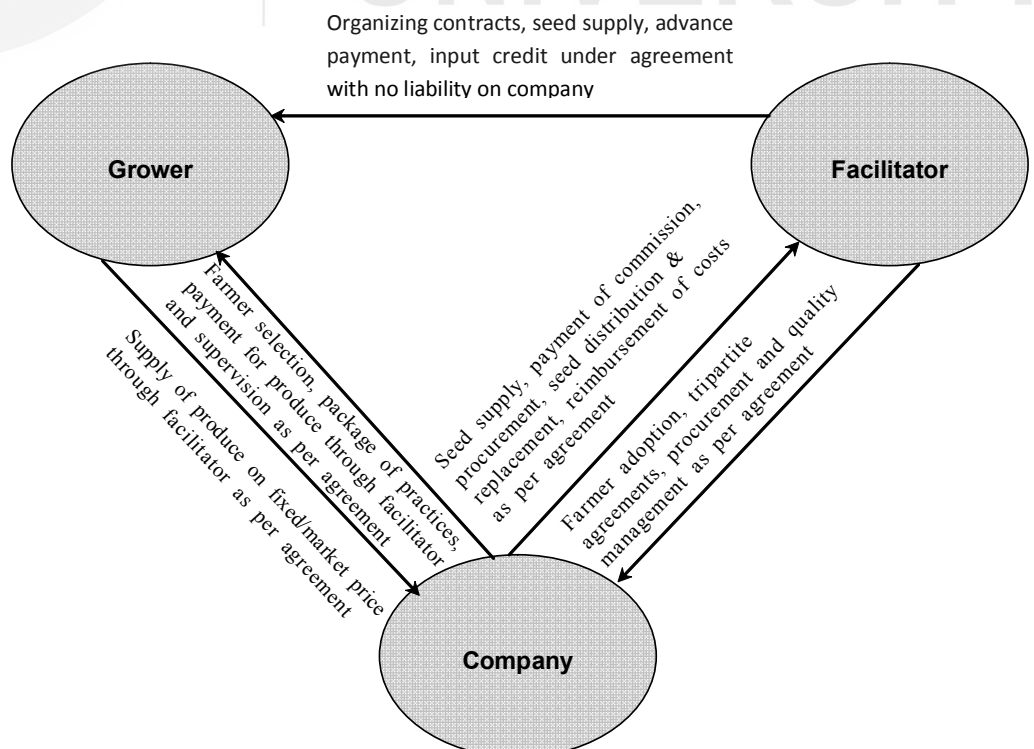 Organizing contracts, seed supply, advance
payment, input credit under agreement
with no liability on company
Grower
Facilitator
Farmer selection, package of practices,
payment for produce through facilitator
and supervision as per agreement
Supply of produce on fixed/market price
through facilitator as per agreement
Seed supply, payment of commission,
procurement, seed distribution &
replacement, reimbursement of costs
as per agreement
Farmer adoption, tripartite
agreements, procurement and quality
management as per agreement
Company